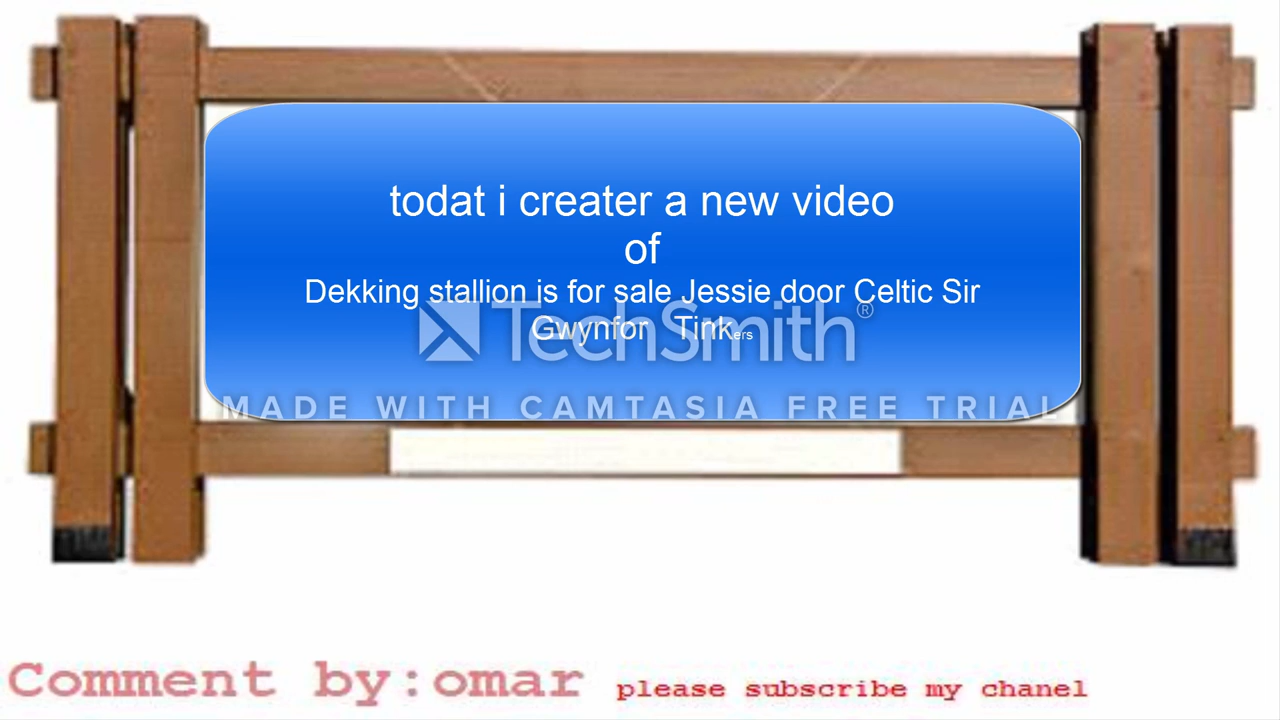 todat i creater a new video
of
Dekking stallion is for sale Jessie door Celtic Sir
Gwynfor Tinkers
TechSmith®
MADE WITH CAMTASIA FREE TRIAL
Comment by:omar please subscribe my chanel